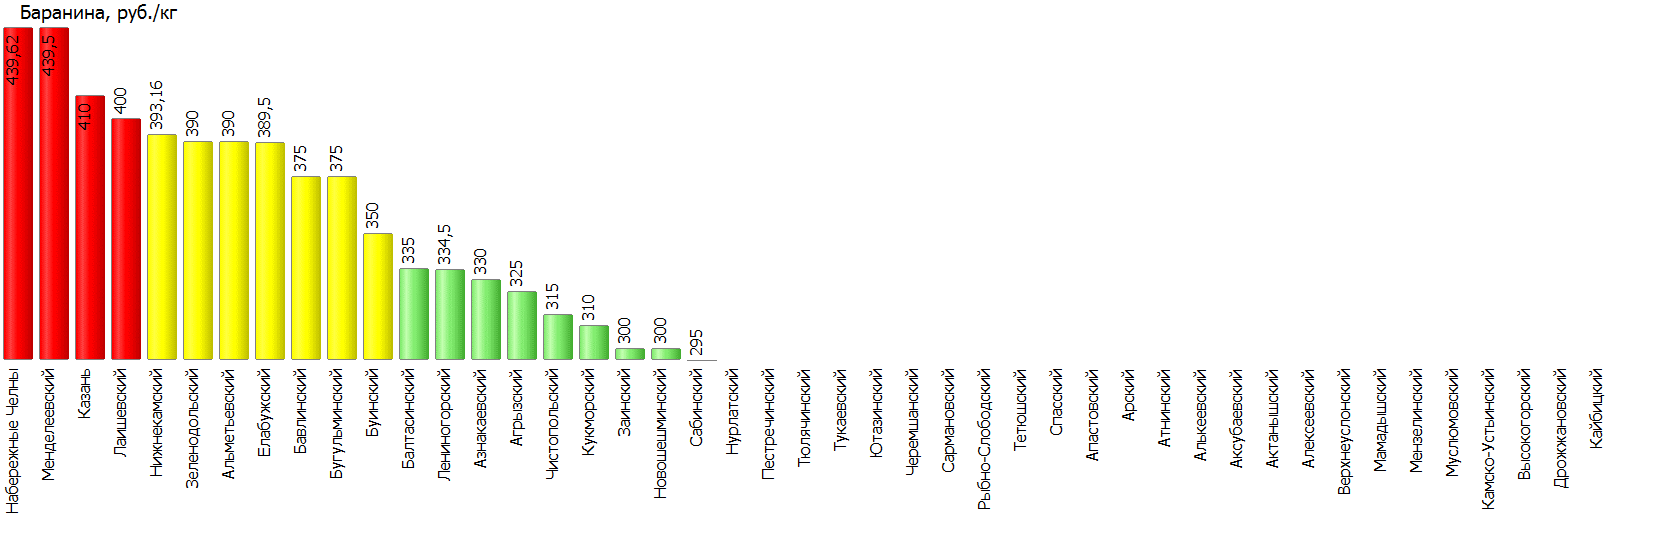 Баранина, руб./кг
439,62
439,5
410
400
393,16
390
390
389,5
375
375
350
335
334,5
330
325
315
310
300
300
295
Набережные Челны
Менделеевский
Казань
Лаишевский
Нижнекамский
Зеленодольский
Альметьевский
Елабужский
Бавлинский
Бугульминский
Буинский
Балтасинский
Лениногорский
Азнакаевский
Агрызский
Чистопольский
Кукморский
Заинский
Новошешминский
Сабинский
Нурлатский
Пестречинский
Тюлячинский
Тукаевский
Ютазинский
Черемшанский
Сармановский
Рыбно-Слободский
Тетюшский
Спасский
Апастовский
Арский
Атнинский
Алькеевский
Аксубаевский
Актанышский
Алексеевский
Верхнеуслонский
Мамадышский
Мензелинский
Муслюмовский
Камско-Устьинский
Высокогорский
Дрожжановский
Кайбицкий